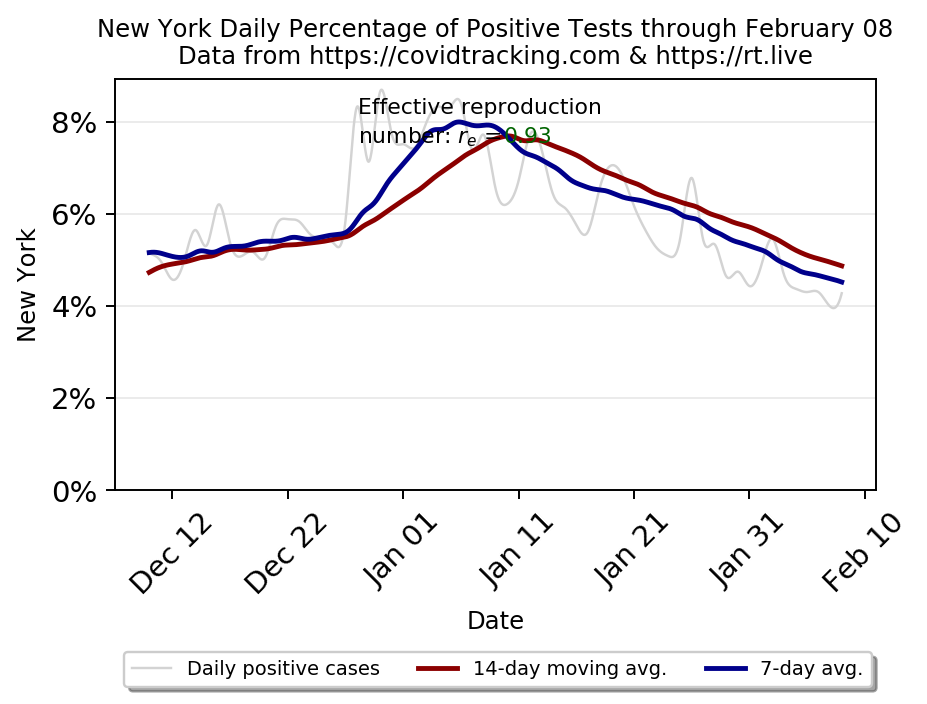 New York Daily Percentage of Positive Tests through February 08
Data from https://covidtracking.com & https://rt.live
Effective reproduction
number: rₑ =0.93
8%
6%
4%
2%
0%
New York
Dec 12
Dec 22
Jan 01
Jan 11
Jan 21
Jan 31
Feb 10
Date
Daily positive cases
14-day moving avg.
7-day avg.